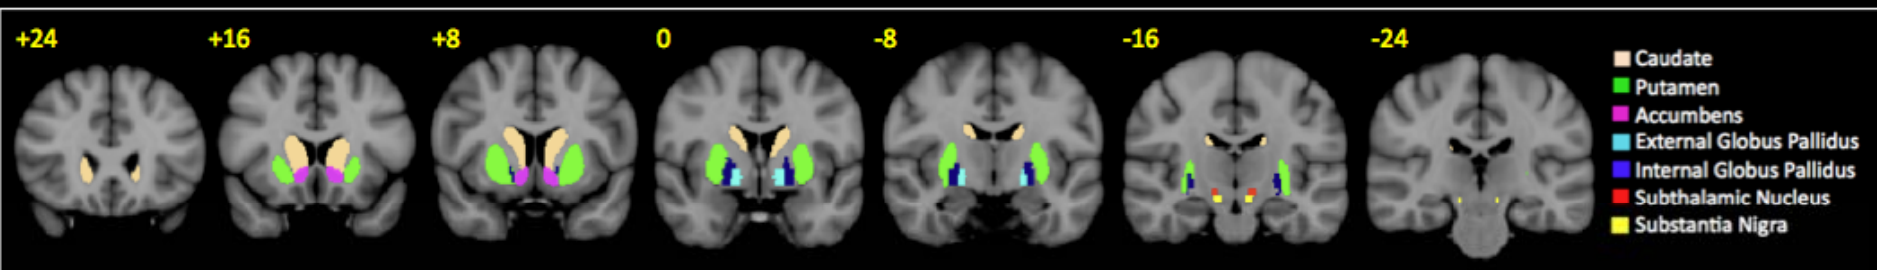 +24
+16
+8
0
-8
-16
-24
Caudate
Putamen
Accumbens
External Globus Pallidus
Internal Globus Pallidus
Subthalamic Nucleus
Substantia Nigra